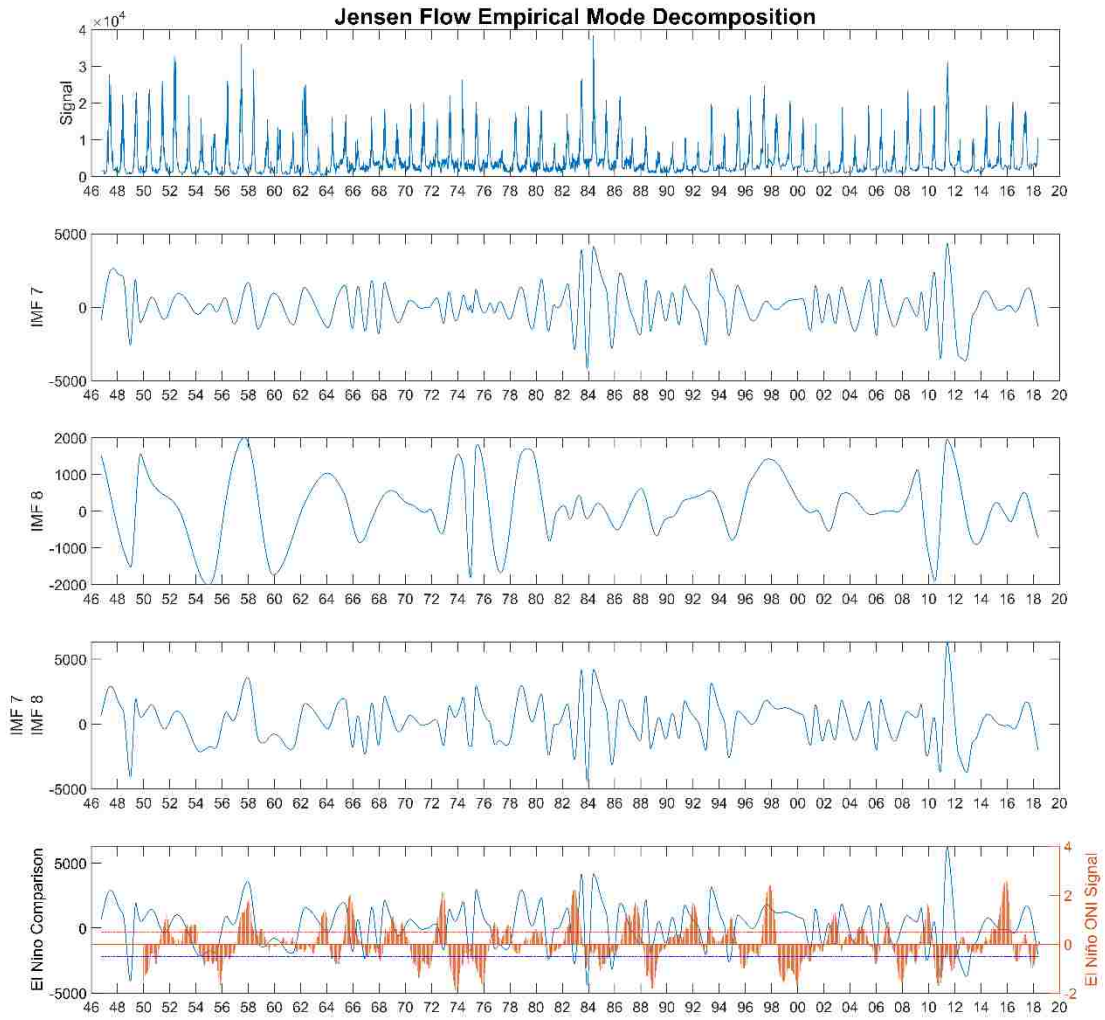 Jensen Flow Empirical Mode Decomposition
×10⁴
4
3
2
1
0
Signal
46 48 50 52 54 56 58 60 62 64 66 68 70 72 74 76 78 80 82 84 86 88 90 92 94 96 98 00 02 04 06 08 10 12 14 16 18 20
5000
0
-5000
IMF 7
46 48 50 52 54 56 58 60 62 64 66 68 70 72 74 76 78 80 82 84 86 88 90 92 94 96 98 00 02 04 06 08 10 12 14 16 18 20
2000
1000
0
-1000
-2000
IMF 8
46 48 50 52 54 56 58 60 62 64 66 68 70 72 74 76 78 80 82 84 86 88 90 92 94 96 98 00 02 04 06 08 10 12 14 16 18 20
5000
0
-5000
IMF 7
IMF 8
46 48 50 52 54 56 58 60 62 64 66 68 70 72 74 76 78 80 82 84 86 88 90 92 94 96 98 00 02 04 06 08 10 12 14 16 18 20
5000
0
-5000
El Nino Comparison
4
2
0
-2
El Niño ONI Signal
46 48 50 52 54 56 58 60 62 64 66 68 70 72 74 76 78 80 82 84 86 88 90 92 94 96 98 00 02 04 06 08 10 12 14 16 18 20